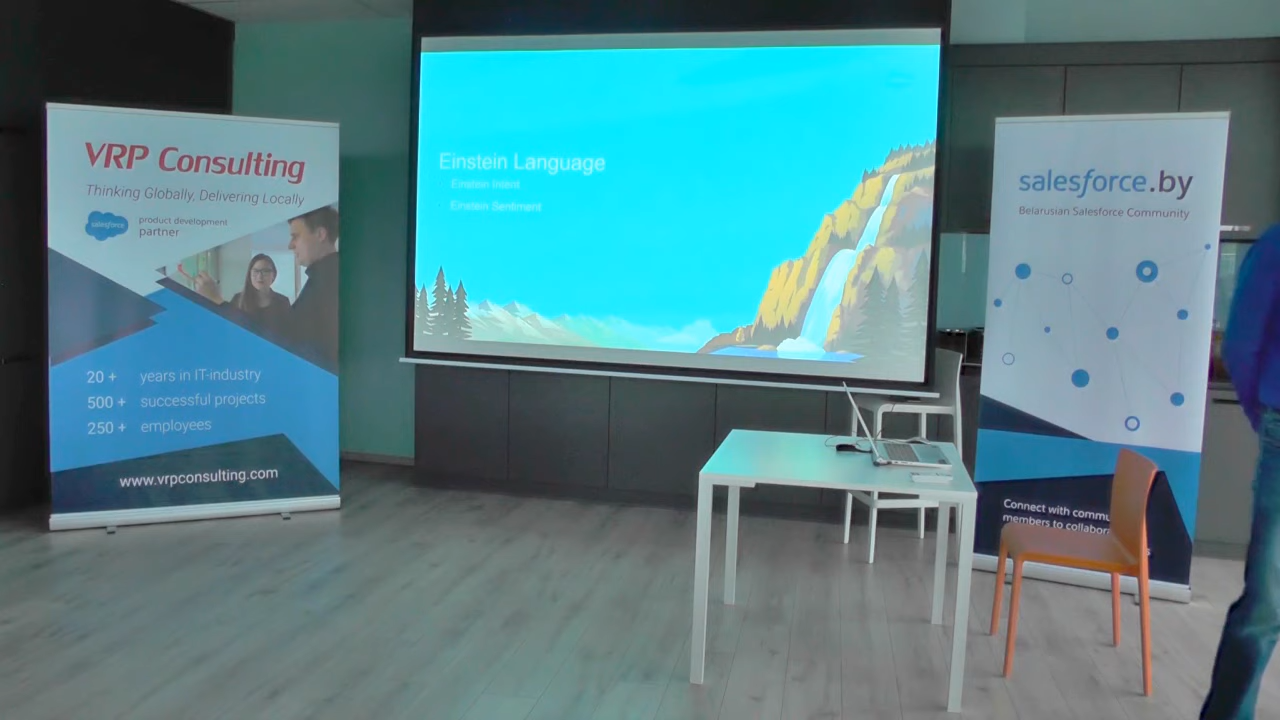 VRP Consulting
Thinking Globally, Delivering Locally
salesforce
product development
partner
20 + years in IT-industry
500 + successful projects
250 + employees
www.vrpconsulting.com
Einstein Language
Einstein Intent
Einstein Sentiment
salesforce.by
Belarusian Salesforce Community
Connect with commu
members to collabora